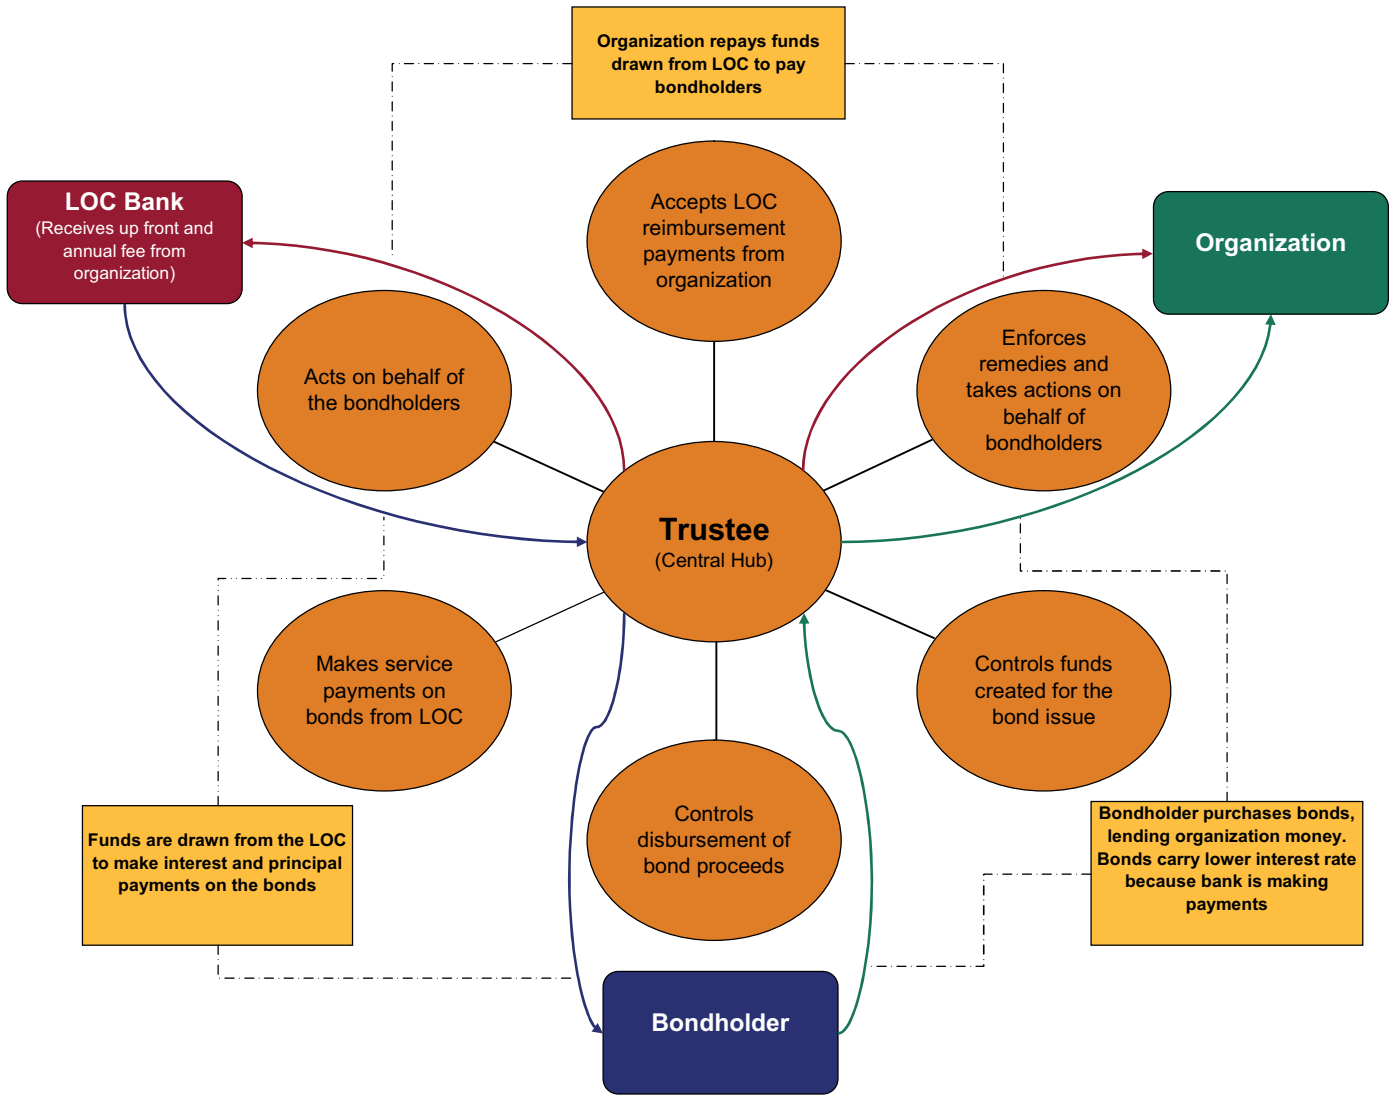 Organization repays funds
drawn from LOC to pay
bondholders
LOC Bank
(Receives up front and
annual fee from
organization)
Accepts LOC
reimbursement
payments from
organization
Organization
Acts on behalf of
the bondholders
Enforces
remedies and
takes actions on
behalf of
bondholders
Trustee
(Central Hub)
Makes service
payments on
bonds from LOC
Controls funds
created for the
bond issue
Controls
disbursement of
bond proceeds
Funds are drawn from the LOC
to make interest and principal
payments on the bonds
Bondholder purchases bonds,
lending organization money.
Bonds carry lower interest rate
because bank is making
payments
Bondholder